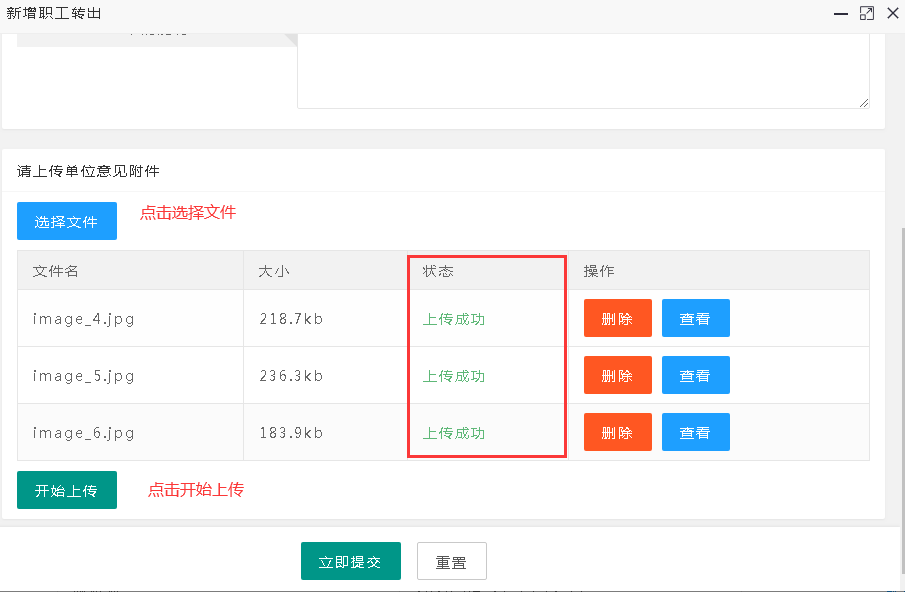 新增职工转出
请上传单位意见附件
选择文件 点击选择文件
文件名 大小 状态 操作
image_4.jpg 218.7kb 上传成功 删除 查看
image_5.jpg 236.3kb 上传成功 删除 查看
image_6.jpg 183.9kb 上传成功 删除 查看
开始上传 点击开始上传
立即提交 重置